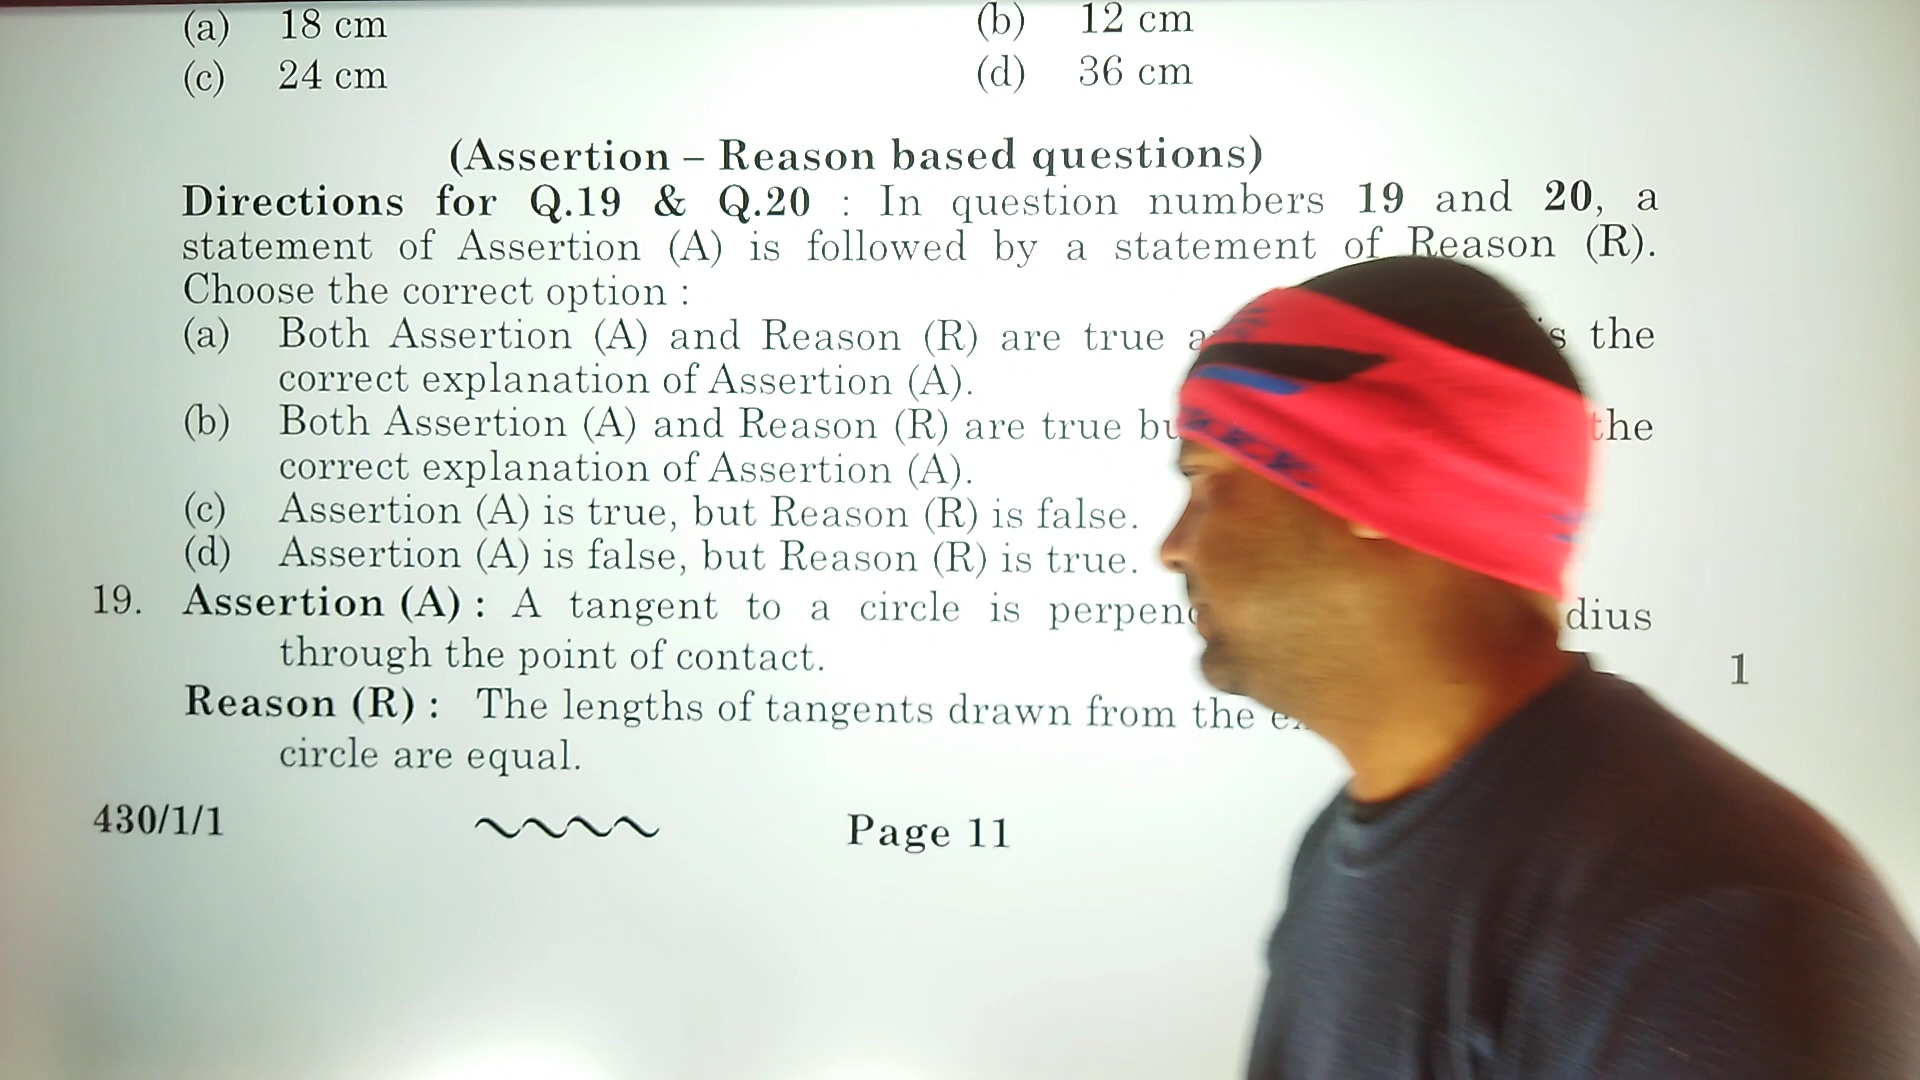 (a) 18 cm (b) 12 cm
(c) 24 cm (d) 36 cm
(Assertion – Reason based questions)
Directions for Q.19 & Q.20 : In question numbers 19 and 20, a
statement of Assertion (A) is followed by a statement of Reason (R).
Choose the correct option :
(a) Both Assertion (A) and Reason (R) are true the
correct explanation of Assertion (A).
(b) Both Assertion (A) and Reason (R) are true the
correct explanation of Assertion (A).
(c) Assertion (A) is true, but Reason (R) is false.
(d) Assertion (A) is false, but Reason (R) is true.
19. Assertion (A) : A tangent to a circle is
through the point of contact. 1
Reason (R) : The lengths of tangents drawn from the
circle are equal.
430/1/1 Page 11